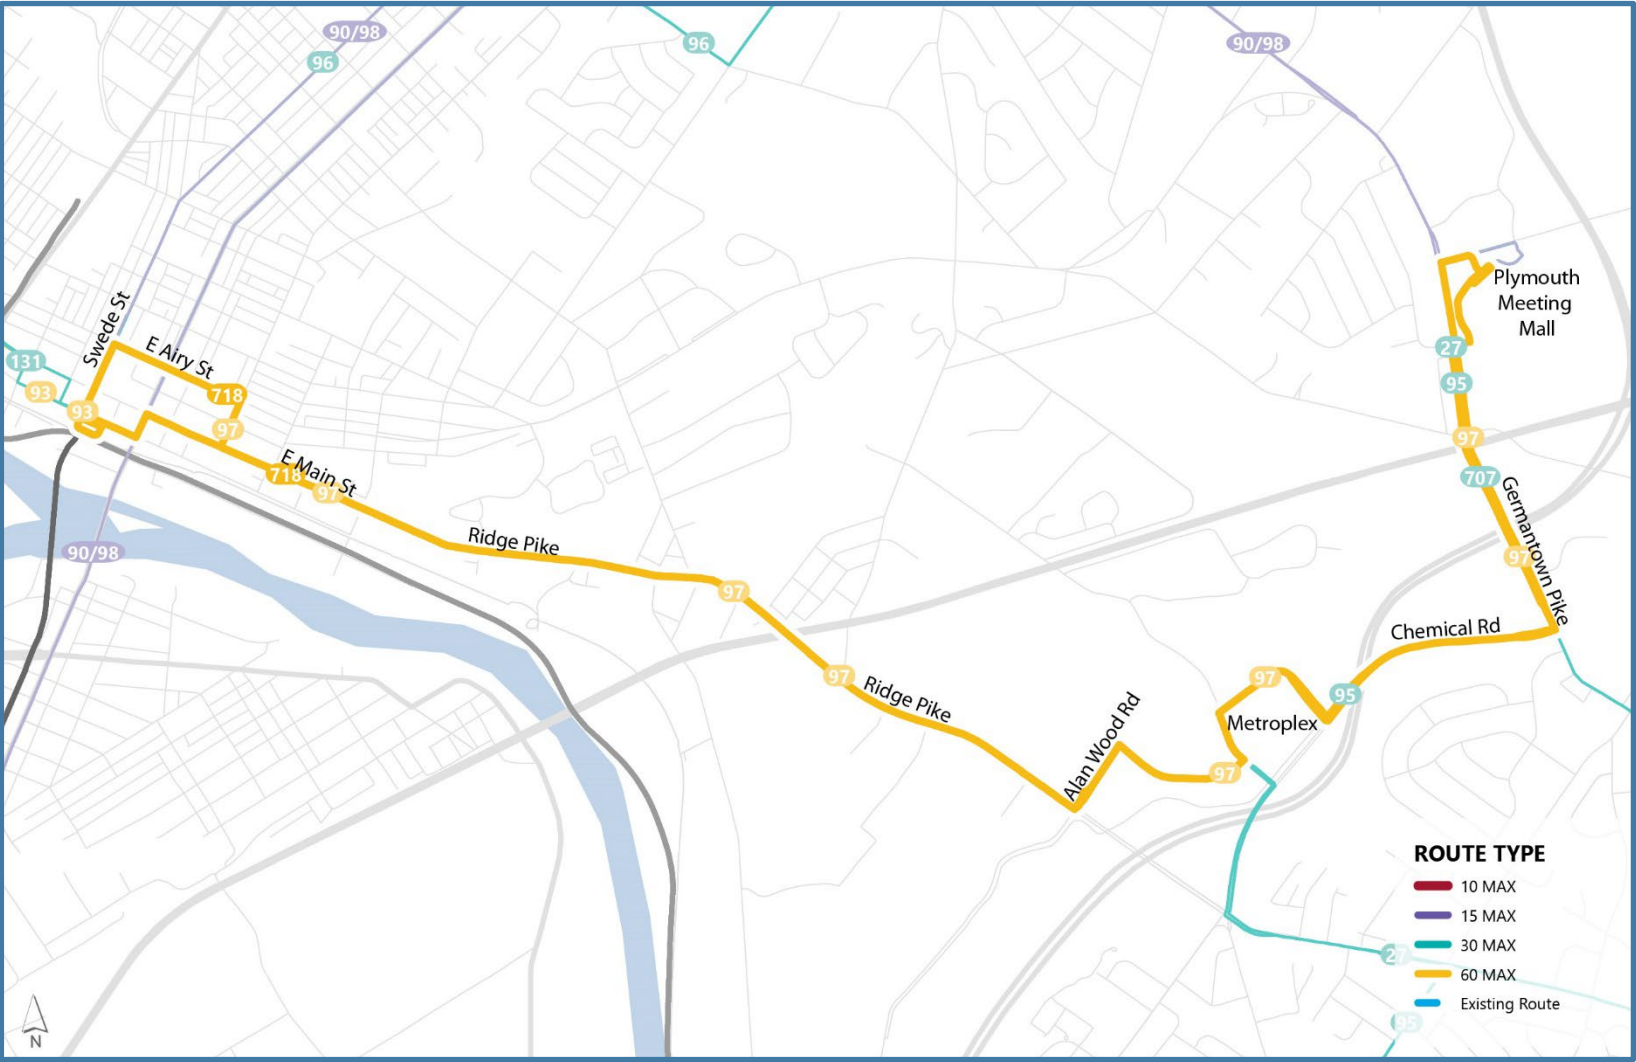 90/98
96
96
90/98
Swede St
E Airy St
131
93
93
718
97
718
E Main St
97
90/98
Ridge Pike
97
97
Ridge Pike
Alan Wood Rd
97
97
Metroplex
95
Chemical Rd
Plymouth
Meeting
Mall
27
95
97
707
Germantown Pike
97
27
95
ROUTE TYPE
10 MAX
15 MAX
30 MAX
60 MAX
Existing Route
N